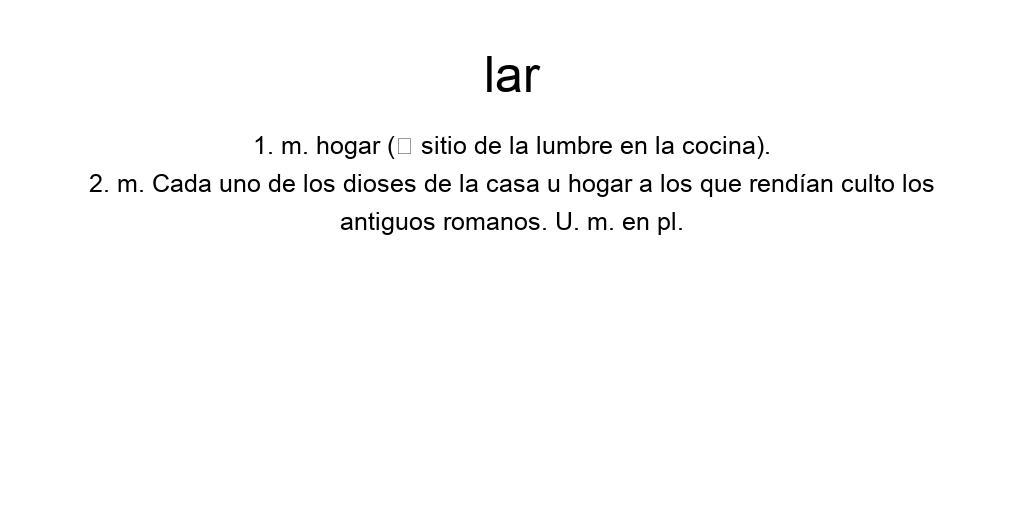 lar
1. m. hogar (□ sitio de la lumbre en la cocina).
2. m. Cada uno de los dioses de la casa u hogar a los que rendían culto los
antiguos romanos. U. m. en pl.